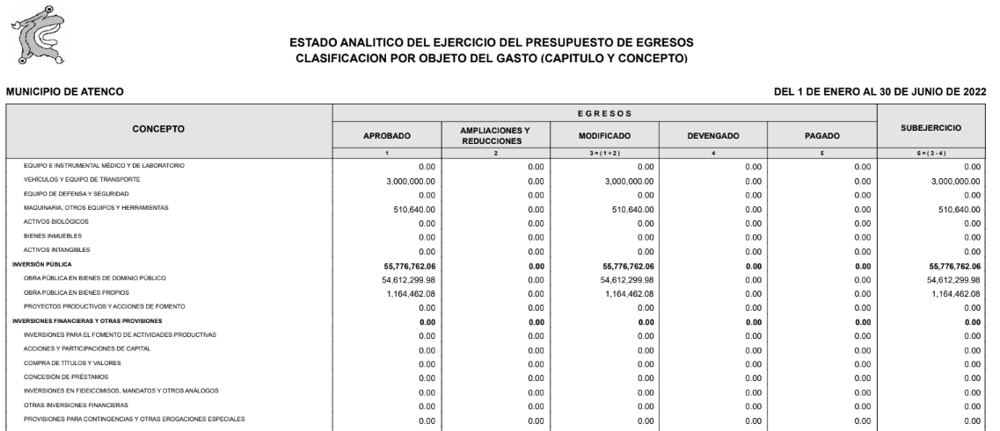 ESTADO ANALITICO DEL EJERCICIO DEL PRESUPUESTO DE EGRESOS
CLASIFICACION POR OBJETO DEL GASTO (CAPITULO Y CONCEPTO)
MUNICIPIO DE ATENCO DEL 1 DE ENERO AL 30 DE JUNIO DE 2022
CONCEPTO E G R E S O S SUBEJERCICIO
APROBADO AMPLIACIONES Y REDUCCIONES MODIFICADO DEVENGADO PAGADO
1 2 3 = ( 1 + 2 ) 4 5 6 = ( 3 - 4 )
EQUIPO E INSTRUMENTAL MÉDICO Y DE LABORATORIO 0.00 0.00 0.00 0.00 0.00 0.00
VEHÍCULOS Y EQUIPO DE TRANSPORTE 3,000,000.00 0.00 3,000,000.00 0.00 0.00 3,000,000.00
EQUIPO DE DEFENSA Y SEGURIDAD 0.00 0.00 0.00 0.00 0.00 0.00
MAQUINARIA, OTROS EQUIPOS Y HERRAMIENTAS 510,640.00 0.00 510,640.00 0.00 0.00 510,640.00
ACTIVOS BIOLÓGICOS 0.00 0.00 0.00 0.00 0.00 0.00
BIENES INMUEBLES 0.00 0.00 0.00 0.00 0.00 0.00
ACTIVOS INTANGIBLES 0.00 0.00 0.00 0.00 0.00 0.00
INVERSIÓN PÚBLICA 55,776,762.06 0.00 55,776,762.06 0.00 0.00 55,776,762.06
OBRA PÚBLICA EN BIENES DE DOMINIO PÚBLICO 54,612,299.98 0.00 54,612,299.98 0.00 0.00 54,612,299.98
OBRA PÚBLICA EN BIENES PROPIOS 1,164,462.08 0.00 1,164,462.08 0.00 0.00 1,164,462.08
PROYECTOS PRODUCTIVOS Y ACCIONES DE FOMENTO 0.00 0.00 0.00 0.00 0.00 0.00
INVERSIONES FINANCIERAS Y OTRAS PROVISIONES 0.00 0.00 0.00 0.00 0.00 0.00
INVERSIONES PARA EL FOMENTO DE ACTIVIDADES PRODUCTIVAS 0.00 0.00 0.00 0.00 0.00 0.00
ACCIONES Y PARTICIPACIONES DE CAPITAL 0.00 0.00 0.00 0.00 0.00 0.00
COMPRA DE TÍTULOS Y VALORES 0.00 0.00 0.00 0.00 0.00 0.00
CONCESIÓN DE PRÉSTAMOS 0.00 0.00 0.00 0.00 0.00 0.00
INVERSIONES EN FIDEICOMISOS, MANDATOS Y OTROS ANÁLOGOS 0.00 0.00 0.00 0.00 0.00 0.00
OTRAS INVERSIONES FINANCIERAS 0.00 0.00 0.00 0.00 0.00 0.00
PROVISIONES PARA CONTINGENCIAS Y OTRAS EROGACIONES ESPECIALES 0.00 0.00 0.00 0.00 0.00 0.00